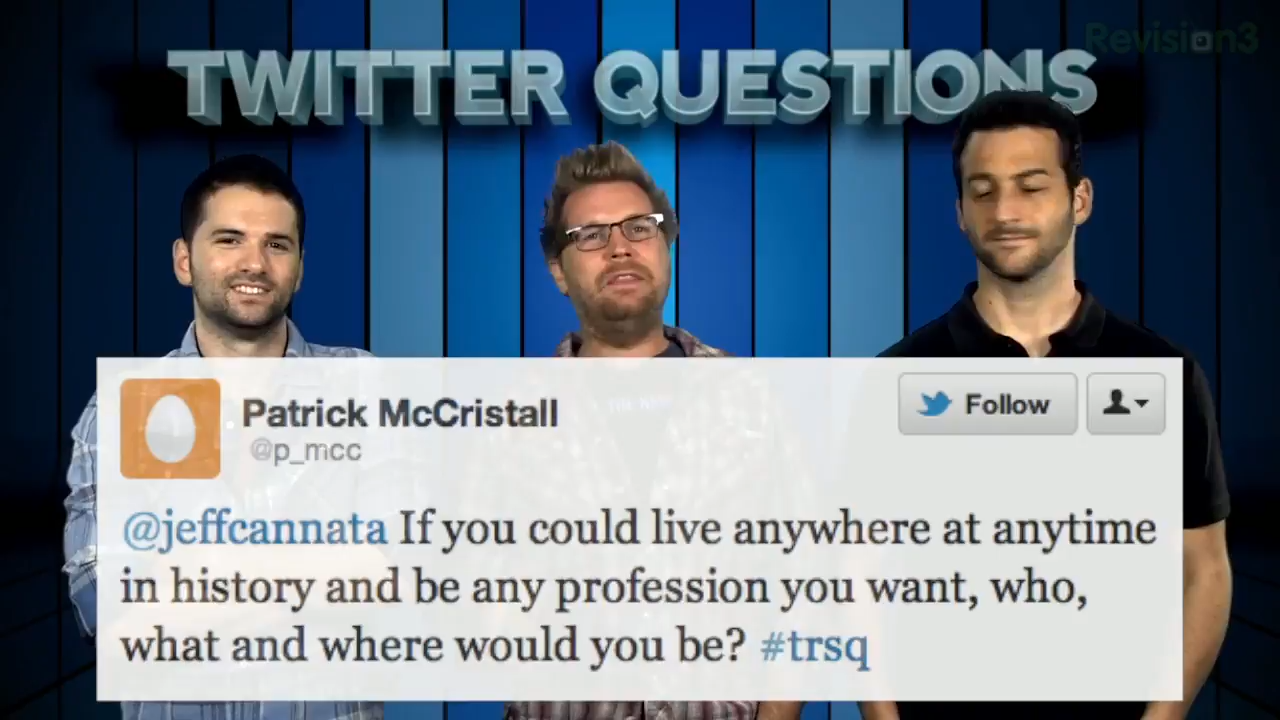 Revision3
TWITTER QUESTIONS
Patrick McCristall
@p_mcc
Follow
@jeffcannata If you could live anywhere at anytime
in history and be any profession you want, who,
what and where would you be? #trsq